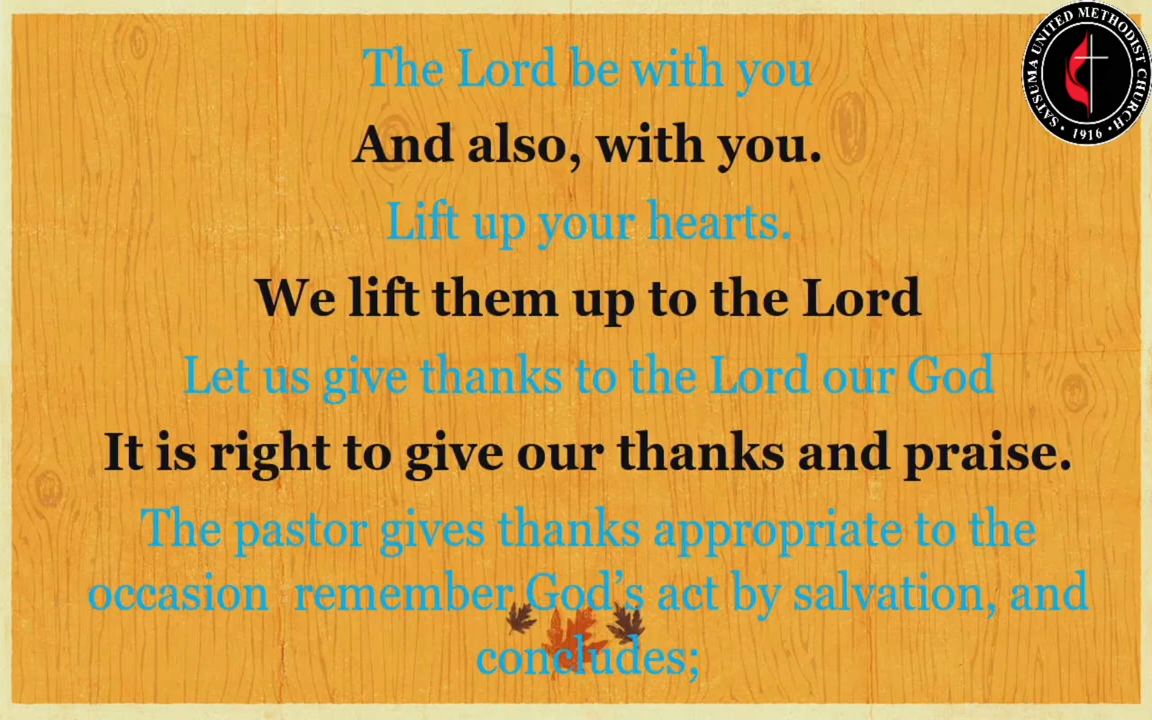 The Lord be with you
And also, with you.
Lift up your hearts.
We lift them up to the Lord
Let us give thanks to the Lord our God
It is right to give our thanks and praise.
The pastor gives thanks appropriate to the
occasion  remember God’s act by salvation, and
concludes;
SATSUMA UNITED METHODIST CHURCH
• 1916 •